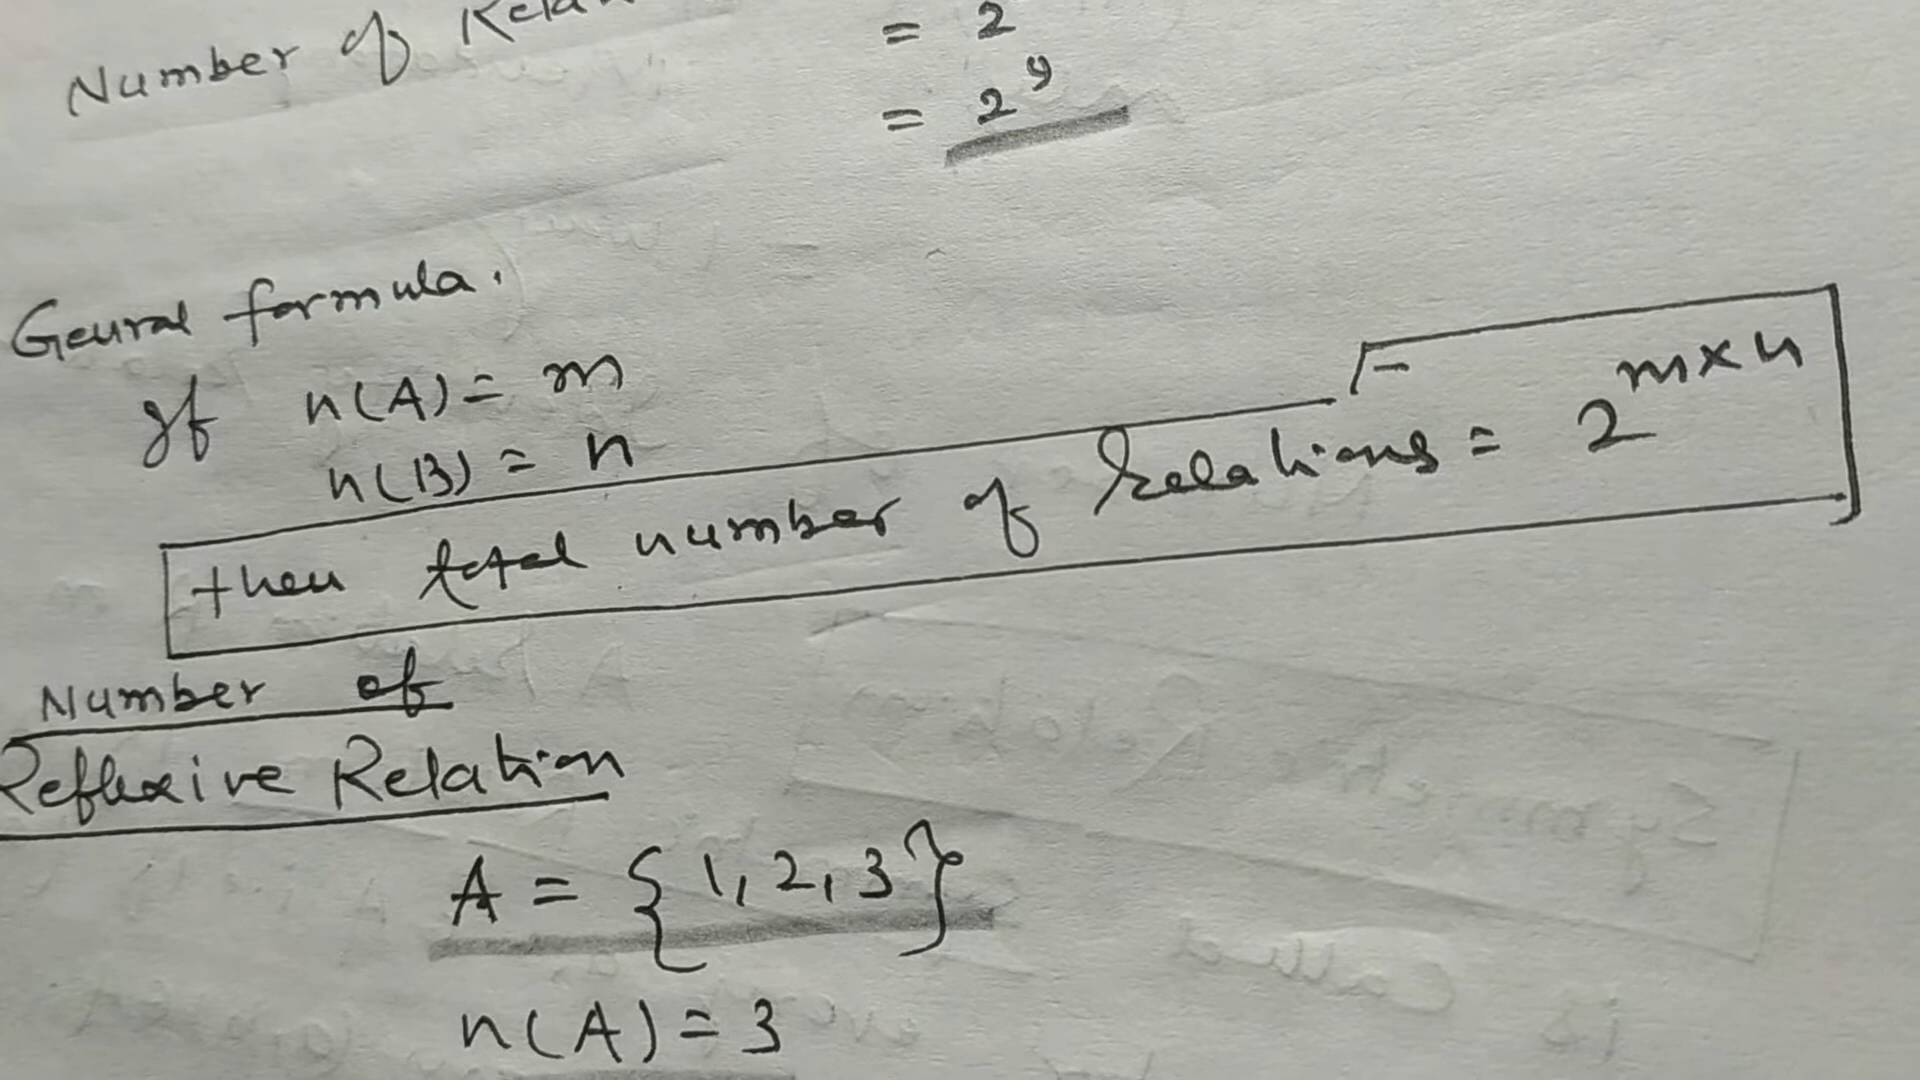 Number of
= 2
= 2⁹
General formula.
If n(A) = m
n(B) = n
then total number of Relations = 2^m×n
Number of
Reflexive Relation
A = {1, 2, 3}
n(A) = 3